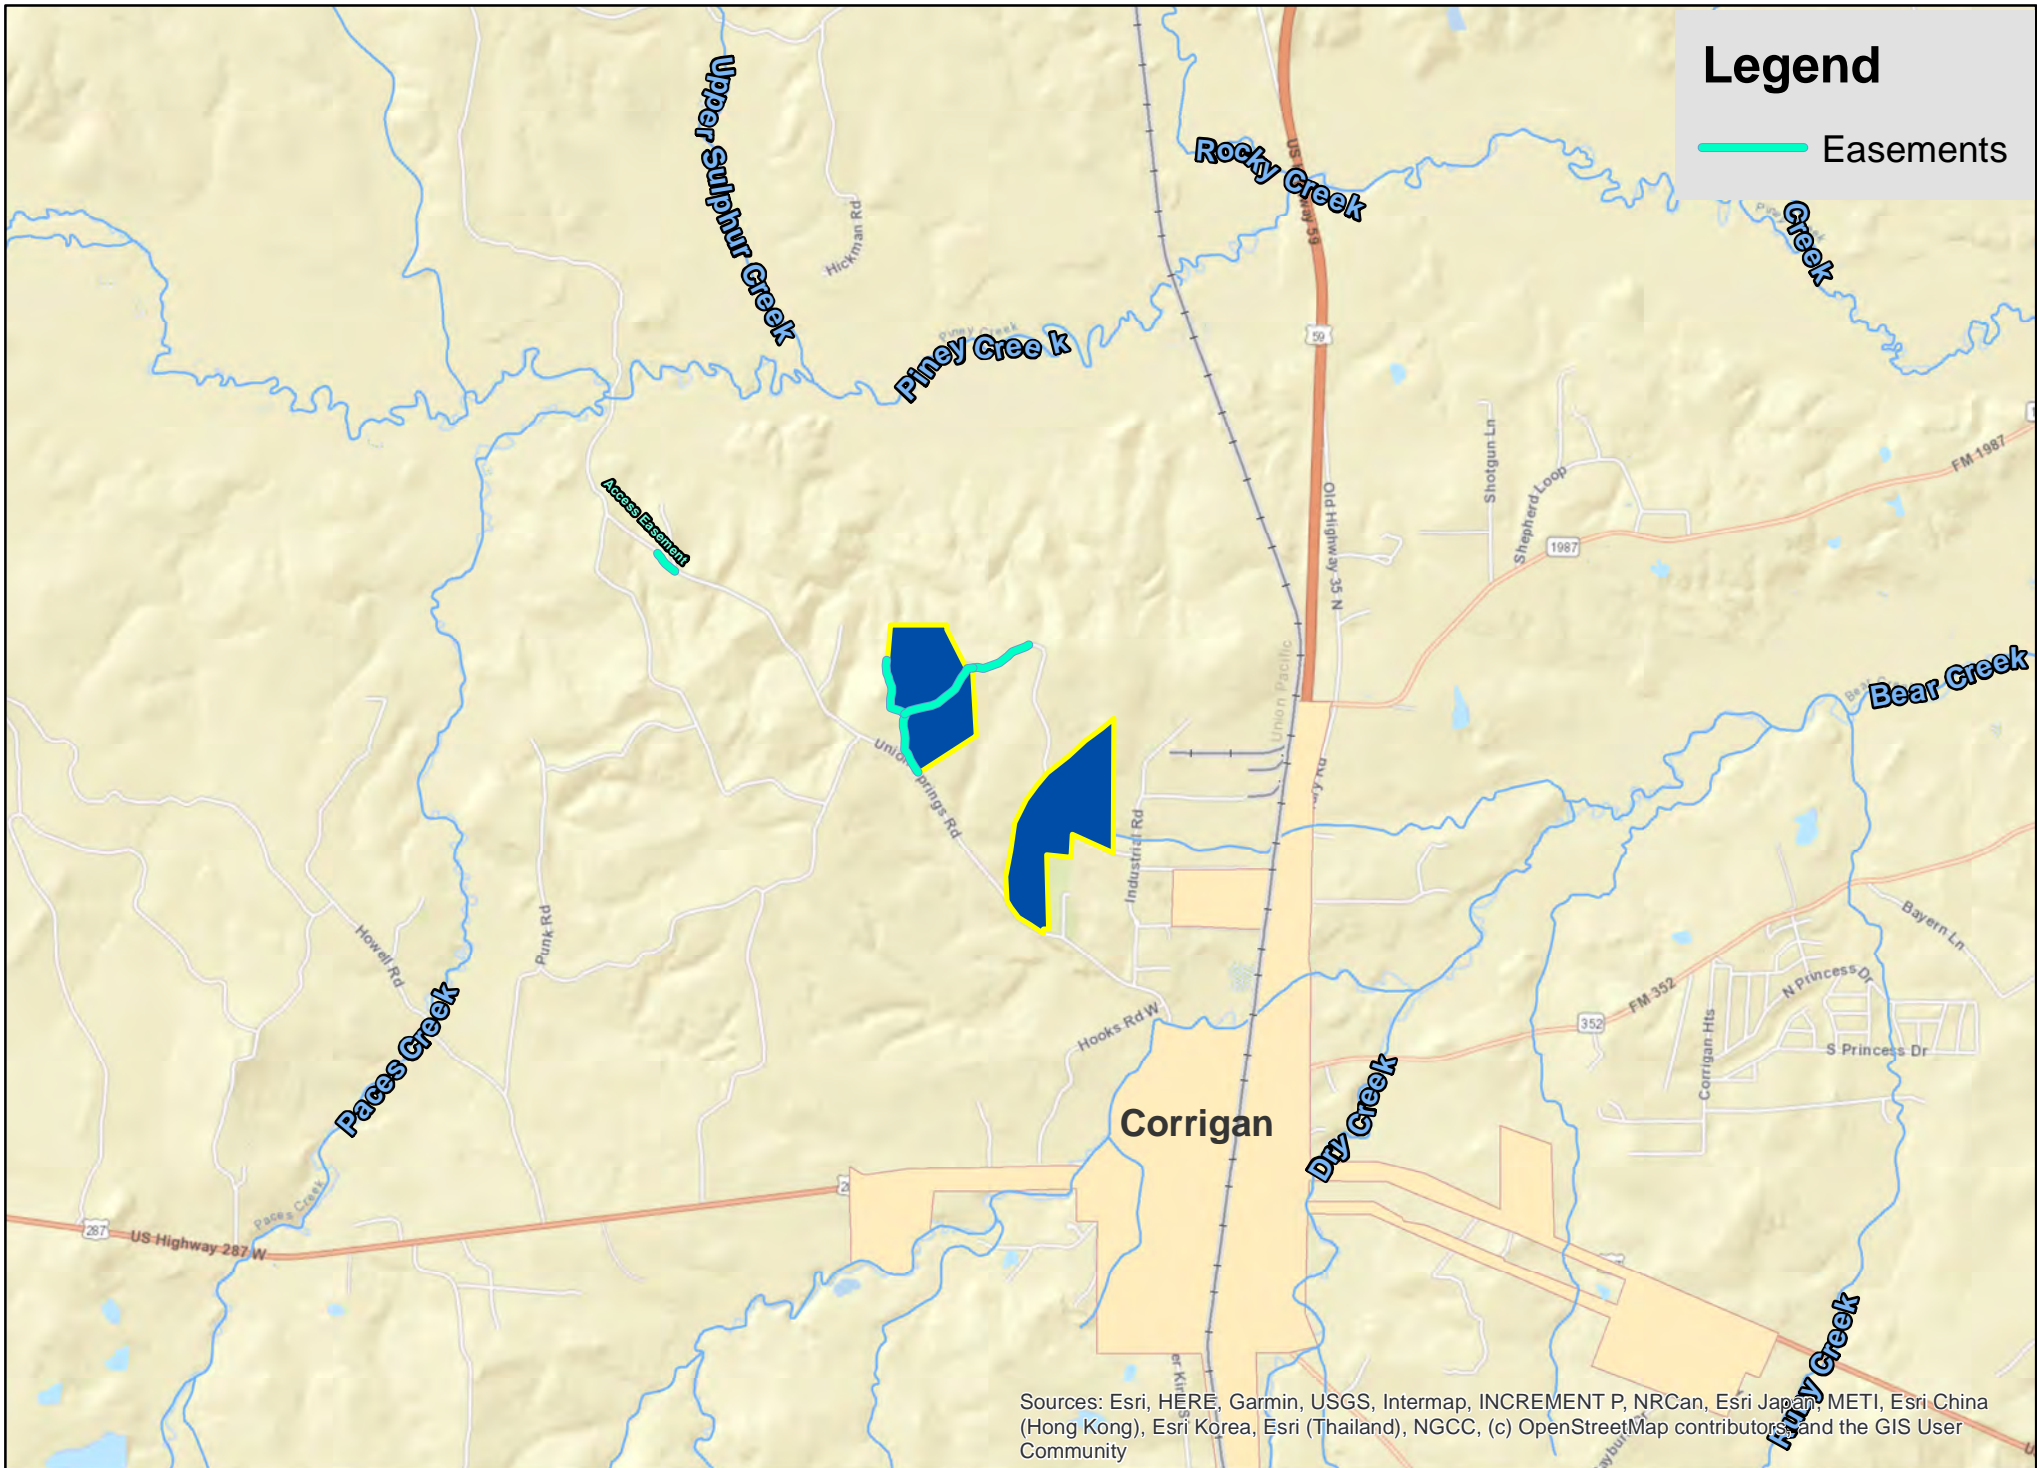 Legend
Easements
Upper Sulphur Creek
Rocky Creek
US Highway 59
Creek
Hickman Rd
Piney Creek
Piney Cree k
59
Shotgun Ln
Shepherd Loop
FM 1987
1987
Access Easement
Old Highway 35 N
Union Pacific
Bear Creek
Union Springs Rd
Industrial Rd
Howell Rd
Punk Rd
Bayern Ln
N Princess Dr
FM 352
352
Corrigan Hts
S Princess Dr
Hooks Rd W
Paces Creek
Corrigan
Dry Creek
Paces Creek
287
US Highway 287 W
Creek
Sources: Esri, HERE, Garmin, USGS, Intermap, INCREMENT P, NRCan, Esri Japan, METI, Esri China
(Hong Kong), Esri Korea, Esri (Thailand), NGCC, (c) OpenStreetMap contributors, and the GIS User
Community